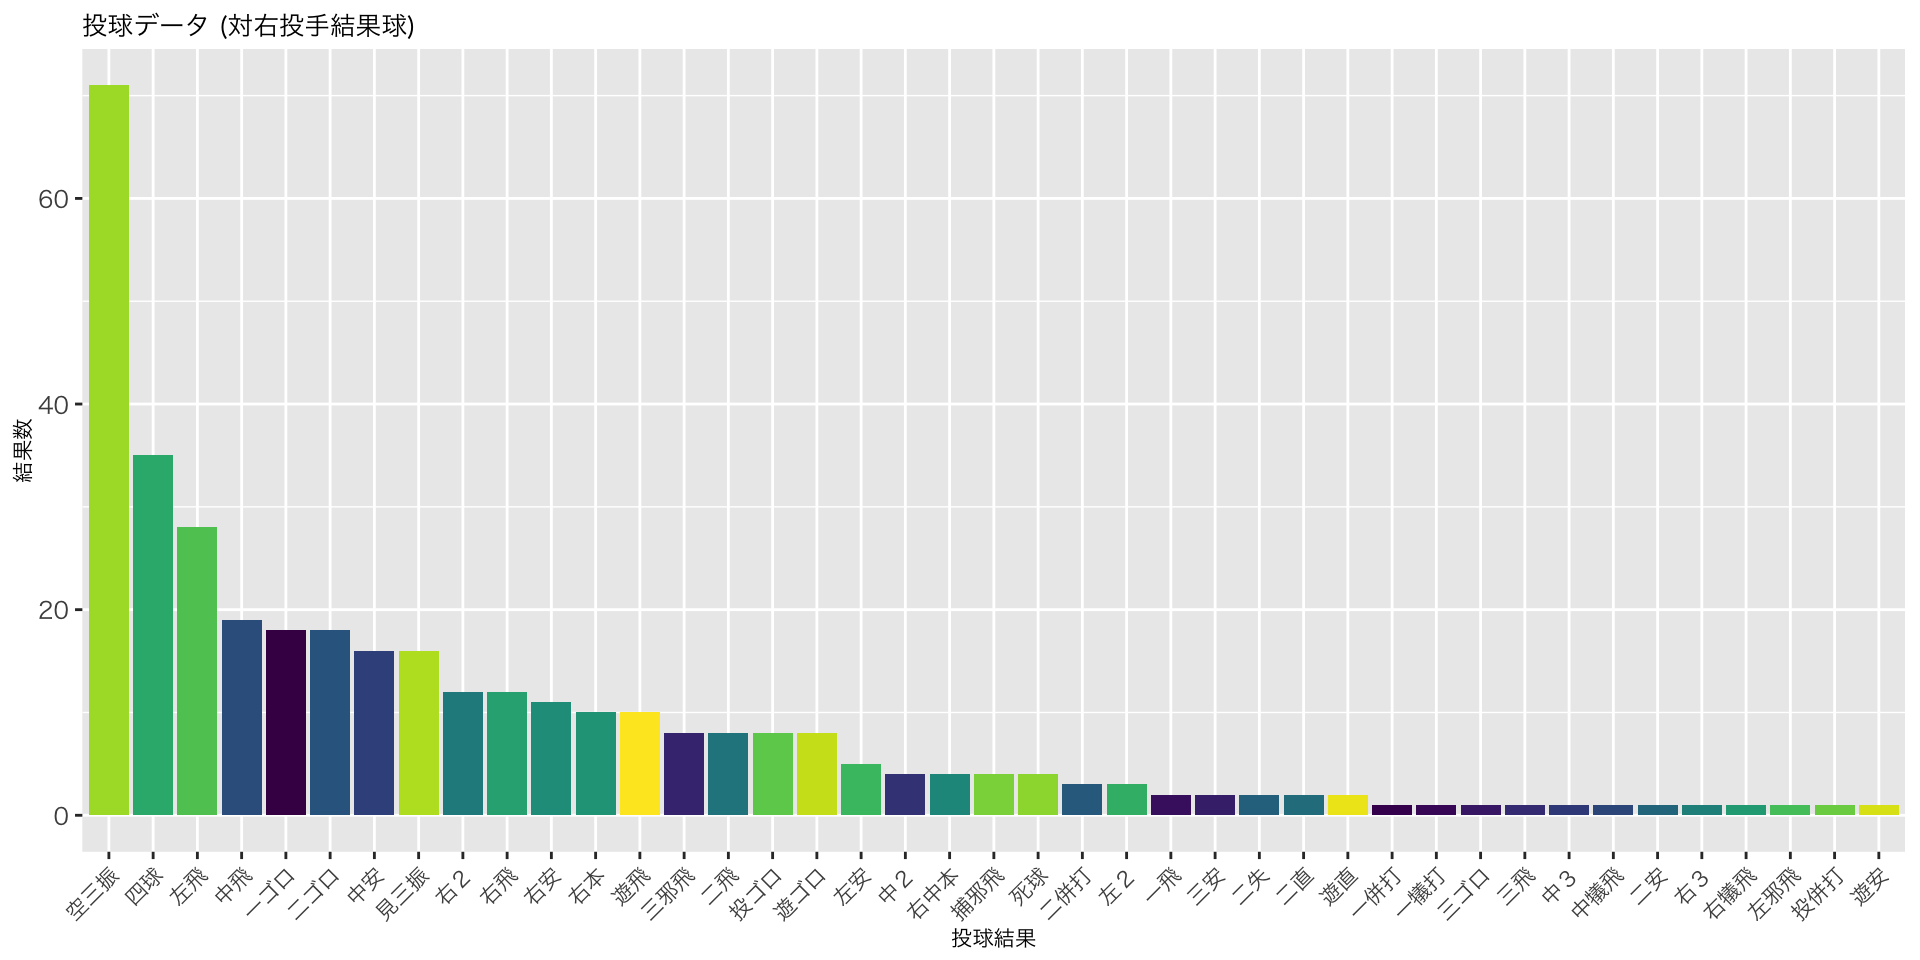 投球データ (対右投手結果球)
結果数
60
40
20
0
空三振
四球
左飛
中飛
一ゴロ
二ゴロ
中安
見三振
右２
右飛
右安
右本
遊飛
三邪飛
二飛
投ゴロ
遊ゴロ
左安
中２
右中本
捕邪飛
死球
二併打
左２
一飛
三安
二失
二直
遊直
一併打
一犠打
三ゴロ
三飛
中３
中犠飛
二安
右３
右犠飛
左邪飛
投併打
遊安
投球結果